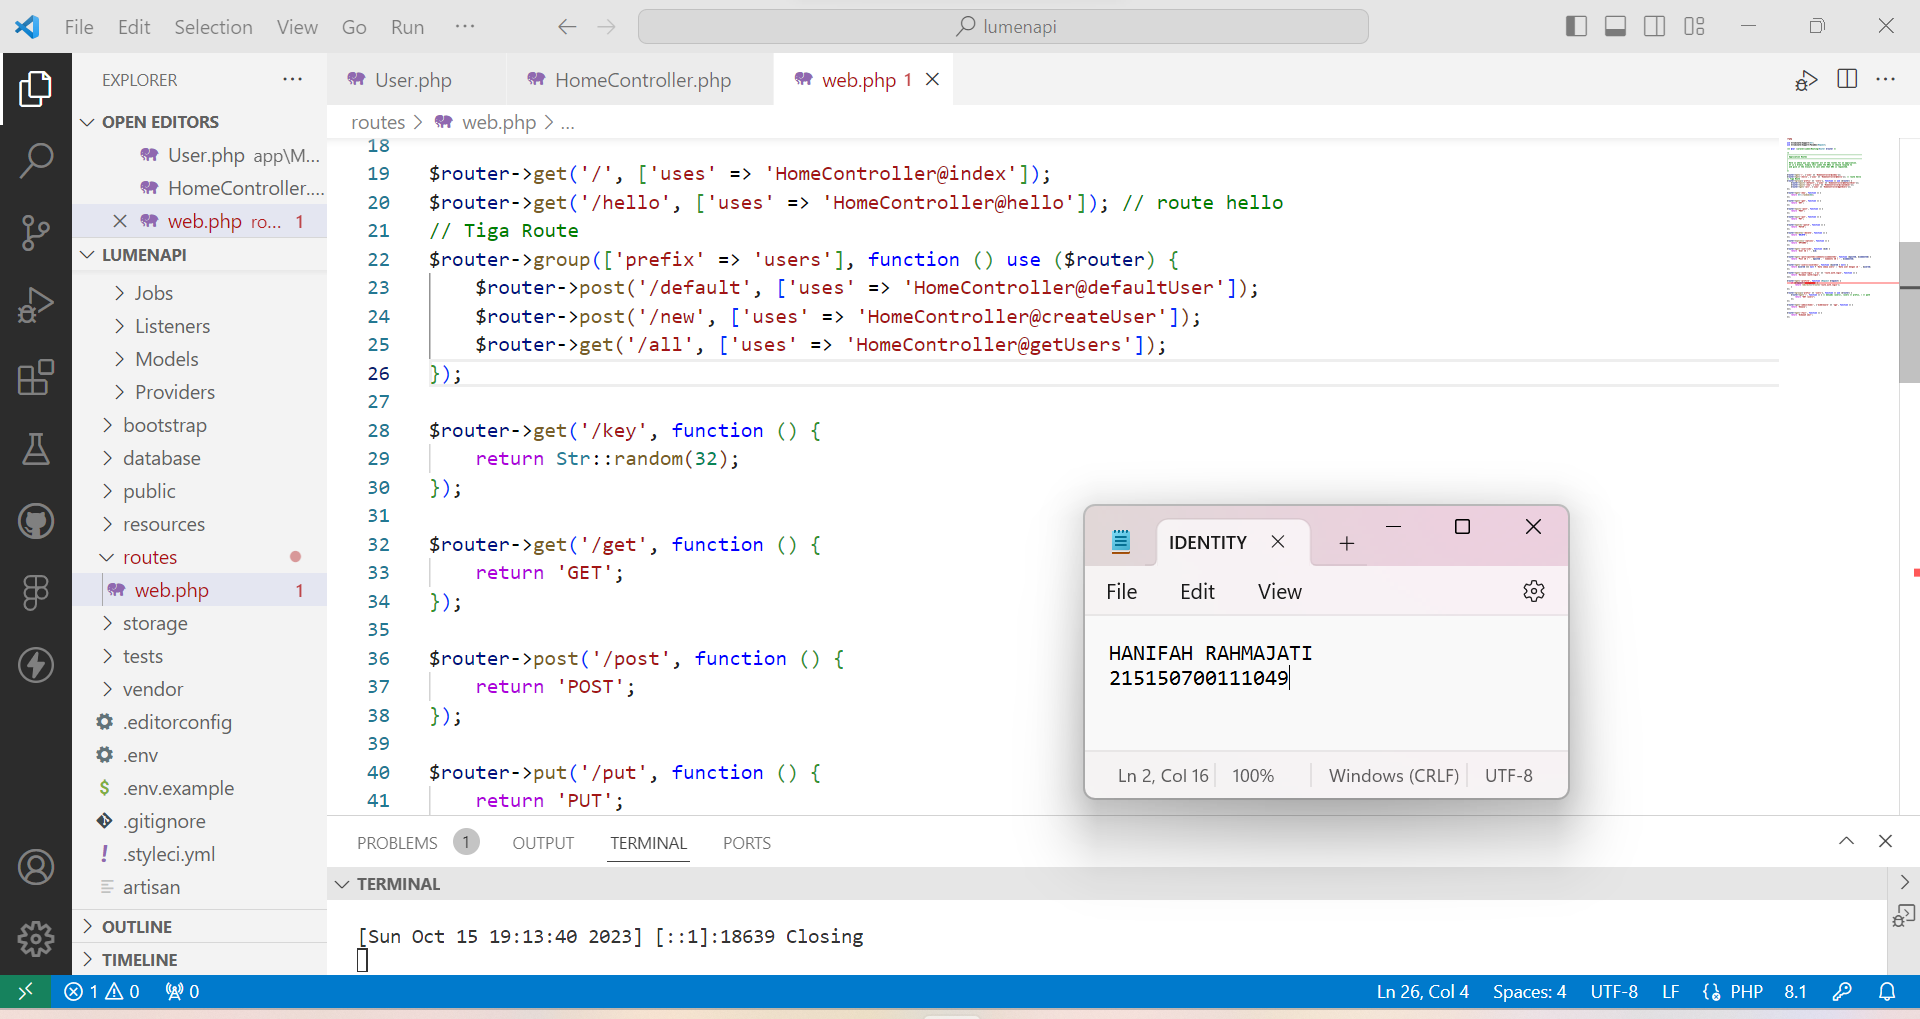 File Edit Selection View Go Run ···
lumenapi
EXPLORER ···
OPEN EDITORS
User.php app\M...
HomeController....
web.php ro... 1
LUMENAPI
Jobs
Listeners
Models
Providers
bootstrap
database
public
resources
routes
web.php 1
storage
tests
vendor
.editorconfig
.env
.env.example
.gitignore
.styleci.yml
artisan
OUTLINE
TIMELINE
User.php HomeController.php web.php 1
routes > web.php > ...
18
19 $router->get('/', ['uses' => 'HomeController@index']);
20 $router->get('/hello', ['uses' => 'HomeController@hello']); // route hello
21 // Tiga Route
22 $router->group(['prefix' => 'users'], function () use ($router) {
23 $router->post('/default', ['uses' => 'HomeController@defaultUser']);
24 $router->post('/new', ['uses' => 'HomeController@createUser']);
25 $router->get('/all', ['uses' => 'HomeController@getUsers']);
26 });
27
28 $router->get('/key', function () {
29 return Str::random(32);
30 });
31
32 $router->get('/get', function () {
33 return 'GET';
34 });
35
36 $router->post('/post', function () {
37 return 'POST';
38 });
39
40 $router->put('/put', function () {
41 return 'PUT';
IDENTITY
File Edit View
HANIFAH RAHMAJATI
215150700111049
Ln 2, Col 16 100% Windows (CRLF) UTF-8
PROBLEMS 1 OUTPUT TERMINAL PORTS
TERMINAL
[Sun Oct 15 19:13:40 2023] [::1]:18639 Closing
1 0 0 Ln 26, Col 4 Spaces: 4 UTF-8 LF PHP 8.1